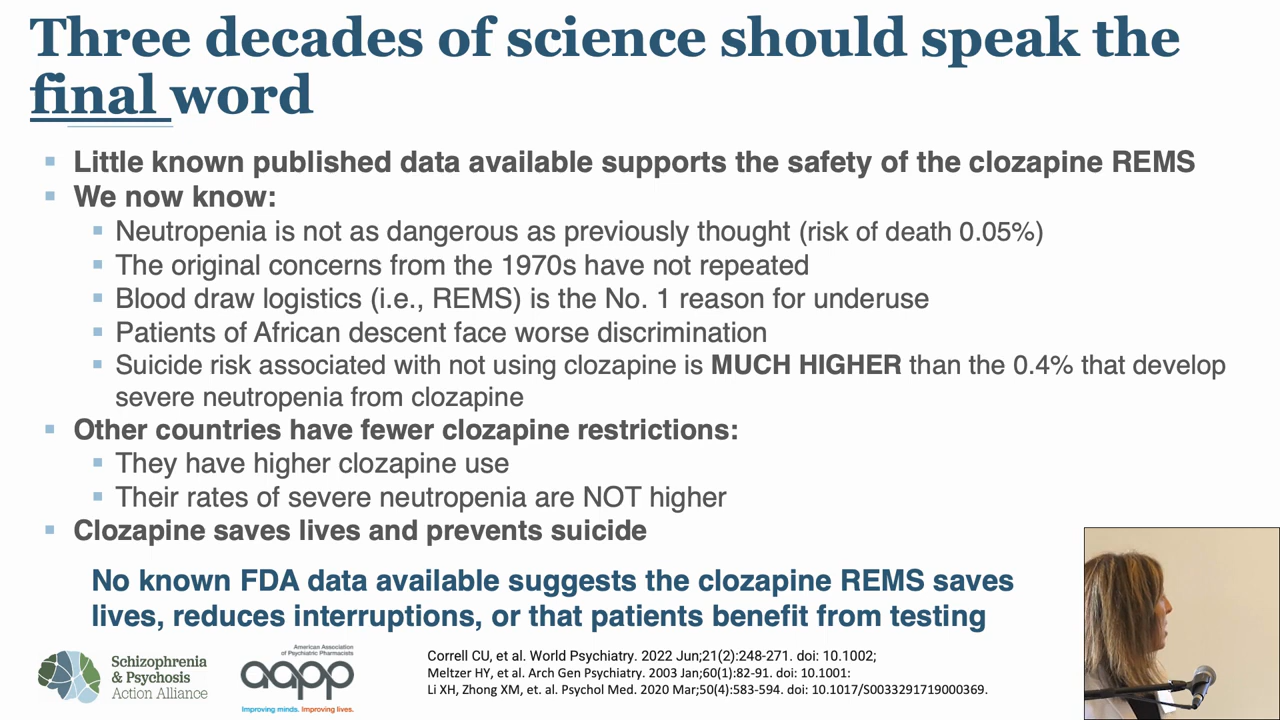 Three decades of science should speak the
final word
Little known published data available supports the safety of the clozapine REMS
We now know:
Neutropenia is not as dangerous as previously thought (risk of death 0.05%)
The original concerns from the 1970s have not repeated
Blood draw logistics (i.e., REMS) is the No. 1 reason for underuse
Patients of African descent face worse discrimination
Suicide risk associated with not using clozapine is MUCH HIGHER than the 0.4% that develop
severe neutropenia from clozapine
Other countries have fewer clozapine restrictions:
They have higher clozapine use
Their rates of severe neutropenia are NOT higher
Clozapine saves lives and prevents suicide
No known FDA data available suggests the clozapine REMS saves
lives, reduces interruptions, or that patients benefit from testing
Schizophrenia
& Psychosis
Action Alliance
American Association
of Psychiatric Pharmacists
aapp
Improving minds. Improving lives.
Correll CU, et al. World Psychiatry. 2022 Jun;21(2):248-271. doi: 10.1002;
Meltzer HY, et al. Arch Gen Psychiatry. 2003 Jan;60(1):82-91. doi: 10.1001:
Li XH, Zhong XM, et. al. Psychol Med. 2020 Mar;50(4):583-594. doi: 10.1017/S0033291719000369.